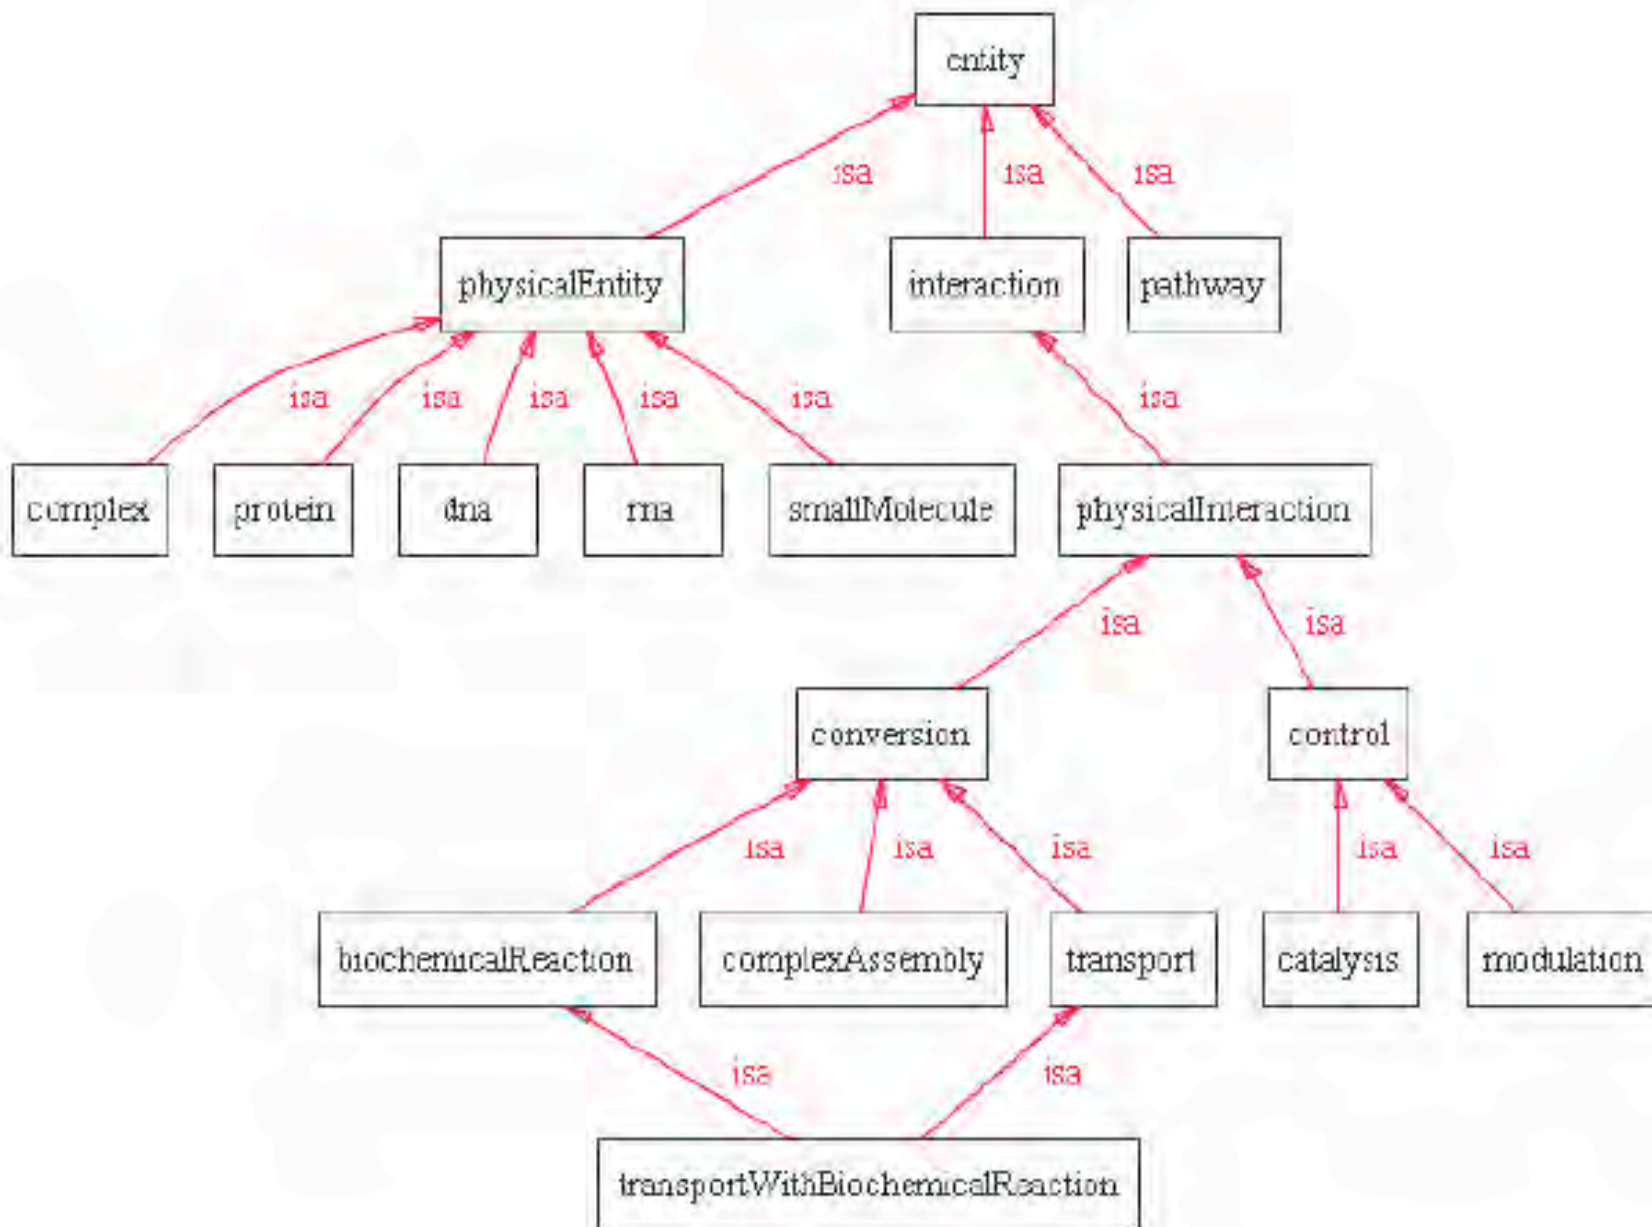 entity
isa isa isa
physicalEntity interaction pathway
isa isa isa isa isa isa
complex protein dna rna smallMolecule physicalInteraction
isa isa
conversion control
isa isa isa isa isa
biochemicalReaction complexAssembly transport catalysis modulation
isa isa
transportWithBiochemicalReaction